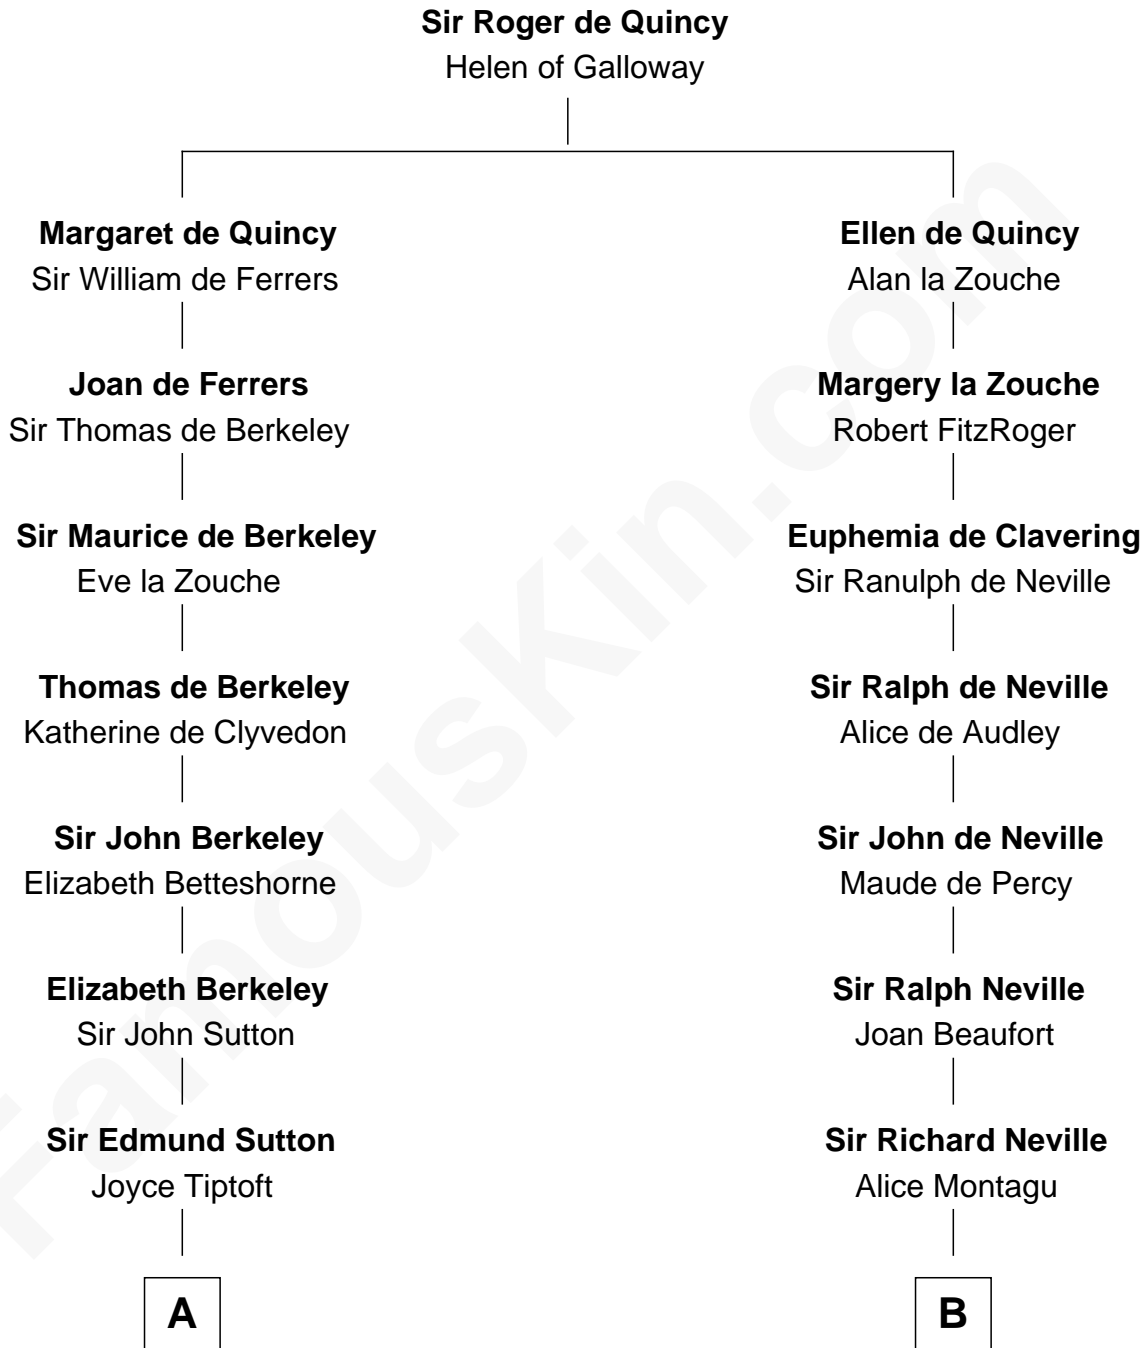 Sir Roger de Quincy
Helen of Galloway
Margaret de Quincy
Sir William de Ferrers
Ellen de Quincy
Alan la Zouche
Joan de Ferrers
Sir Thomas de Berkeley
Margery la Zouche
Robert FitzRoger
Sir Maurice de Berkeley
Eve la Zouche
Euphemia de Clavering
Sir Ranulph de Neville
Thomas de Berkeley
Katherine de Clyvedon
Sir Ralph de Neville
Alice de Audley
Sir John Berkeley
Elizabeth Betteshorne
Sir John de Neville
Maude de Percy
Elizabeth Berkeley
Sir John Sutton
Sir Ralph Neville
Joan Beaufort
Sir Edmund Sutton
Joyce Tiptoft
Sir Richard Neville
Alice Montagu
A
B
FamousKin.com